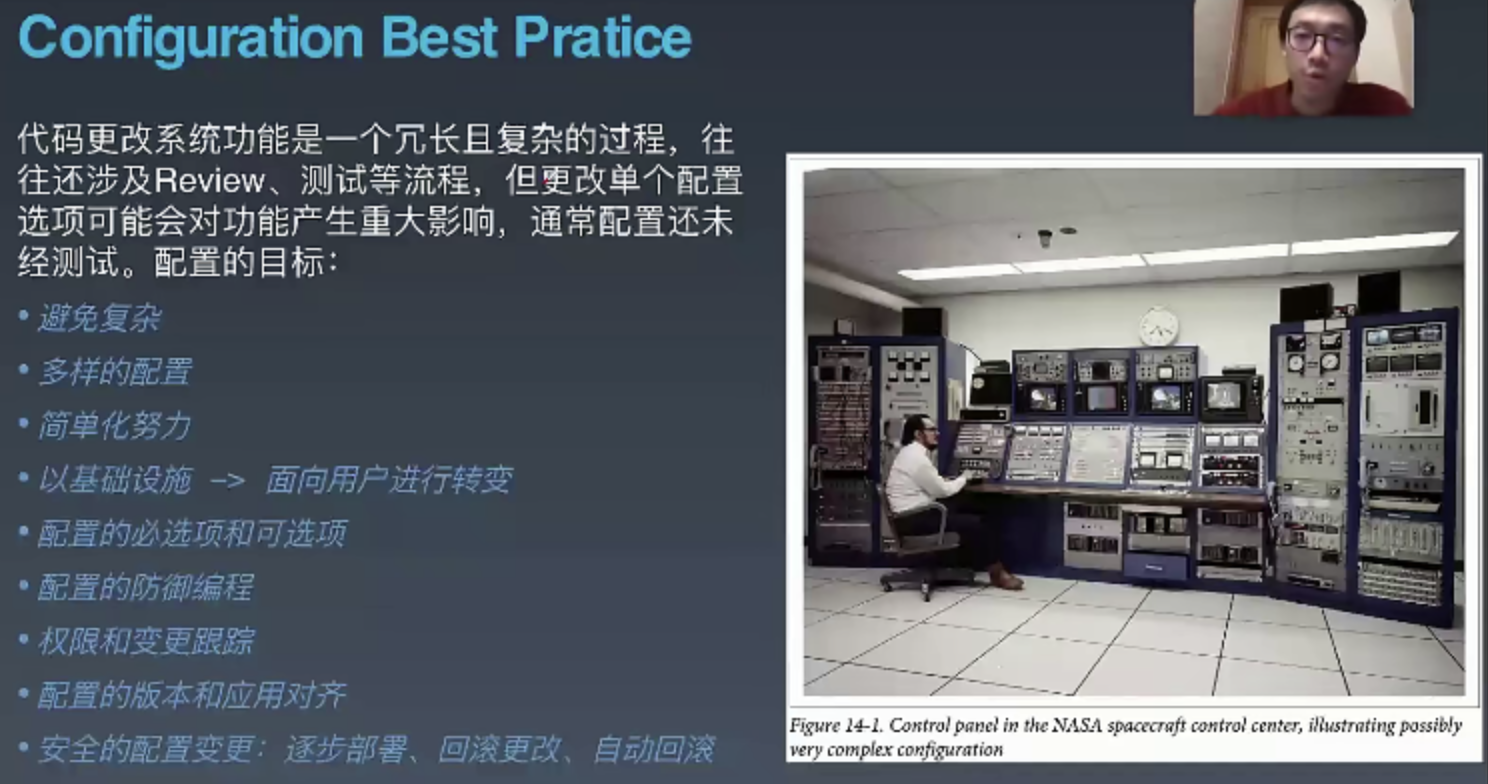 Configuration Best Pratice
代码更改系统功能是一个冗长且复杂的过程，往
往还涉及Review、测试等流程，但更改单个配置
选项可能会对功能产生重大影响，通常配置还未
经测试。配置的目标：
• 避免复杂
• 多样的配置
• 简单化努力
• 以基础设施 -> 面向用户进行转变
• 配置的必选项和可选项
• 配置的防御编程
• 权限和变更跟踪
• 配置的版本和应用对齐
• 安全的配置变更：逐步部署、回滚更改、自动回滚
Figure 14-1. Control panel in the NASA spacecraft control center, illustrating possibly
very complex configuration